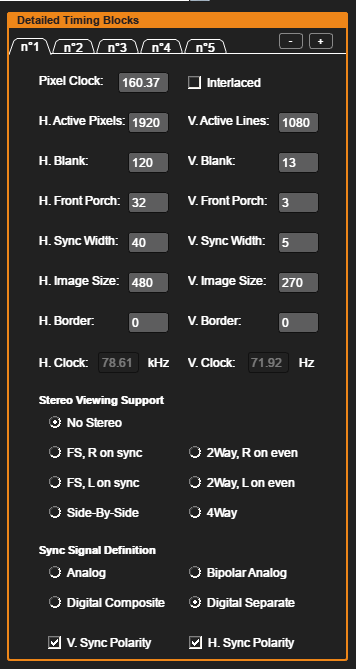 Detailed Timing Blocks
n°1 n°2 n°3 n°4 n°5 - +
Pixel Clock: 160.37 Interlaced
H. Active Pixels: 1920 V. Active Lines: 1080
H. Blank: 120 V. Blank: 13
H. Front Porch: 32 V. Front Porch: 3
H. Sync Width: 40 V. Sync Width: 5
H. Image Size: 480 V. Image Size: 270
H. Border: 0 V. Border: 0
H. Clock: 78.61 kHz V. Clock: 71.92 Hz
Stereo Viewing Support
No Stereo
FS, R on sync 2Way, R on even
FS, L on sync 2Way, L on even
Side-By-Side 4Way
Sync Signal Definition
Analog Bipolar Analog
Digital Composite Digital Separate
V. Sync Polarity H. Sync Polarity